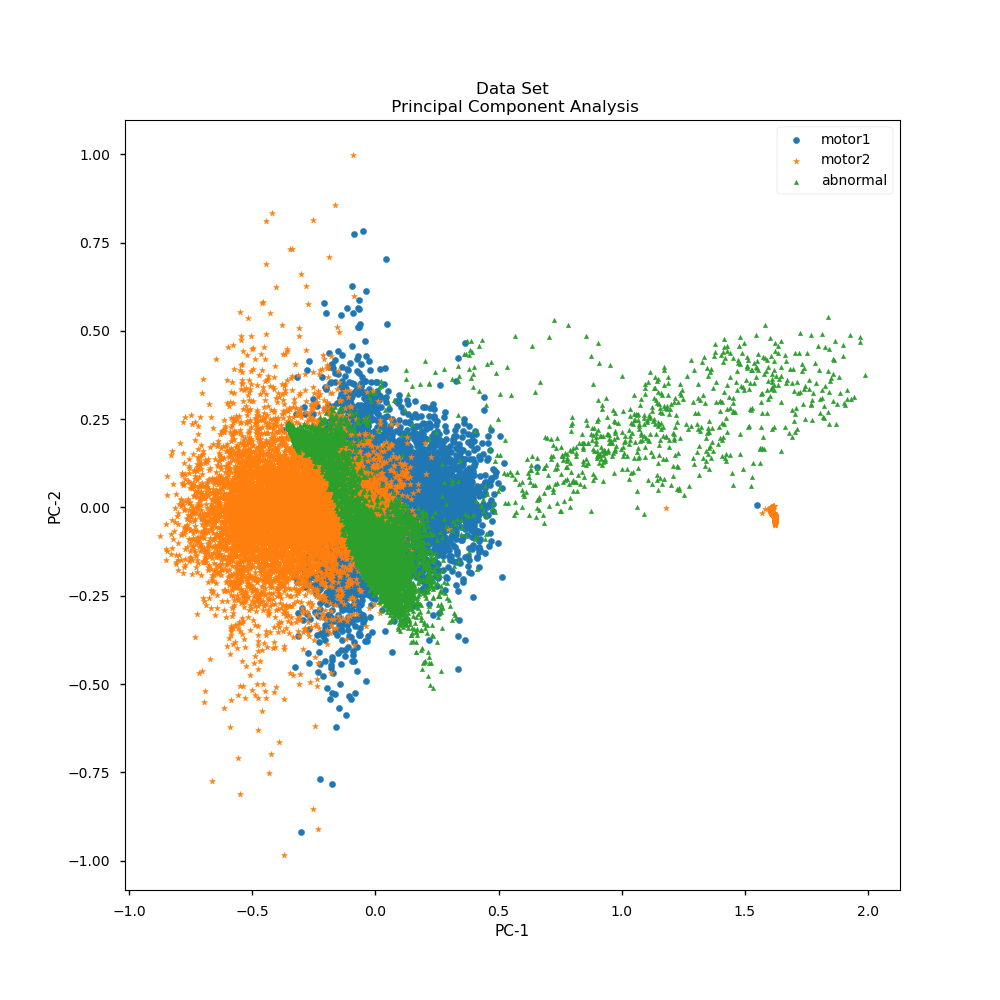 Data Set
Principal Component Analysis
motor1
motor2
abnormal
1.00
0.75
0.50
0.25
0.00
−0.25
−0.50
−0.75
−1.00
PC-2
−1.0 −0.5 0.0 0.5 1.0 1.5 2.0
PC-1